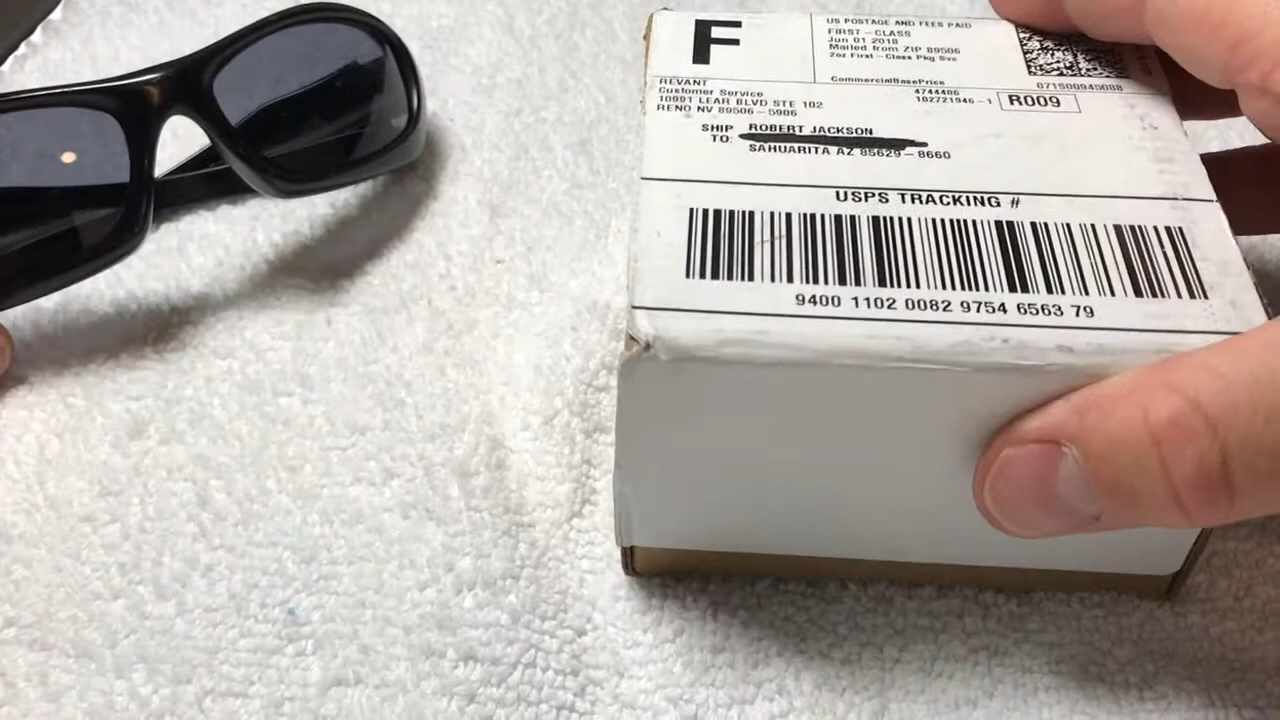 F
US POSTAGE AND FEES PAID
FIRST-CLASS
Jun 01 2018
Mailed from ZIP 89506
2oz First-Class Pkg Svc
CommercialBasePrice
071S00945088
REVANT
Customer Service
10991 LEAR BLVD STE 102
RENO NV 89506-5906
4744486
102721946-1
R009
SHIP TO:
ROBERT JACKSON
SAHUARITA AZ 85629-8660
USPS TRACKING #
9400 1102 0082 9754 6563 79